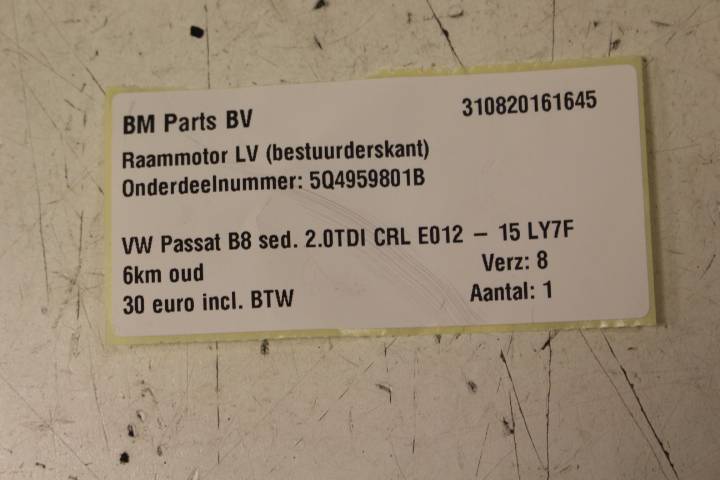 BM Parts BV 310820161645
Raammotor LV (bestuurderskant)
Onderdeelnummer: 5Q4959801B
VW Passat B8 sed. 2.0TDI CRL E012 – 15 LY7F
6km oud Verz: 8
30 euro incl. BTW Aantal: 1